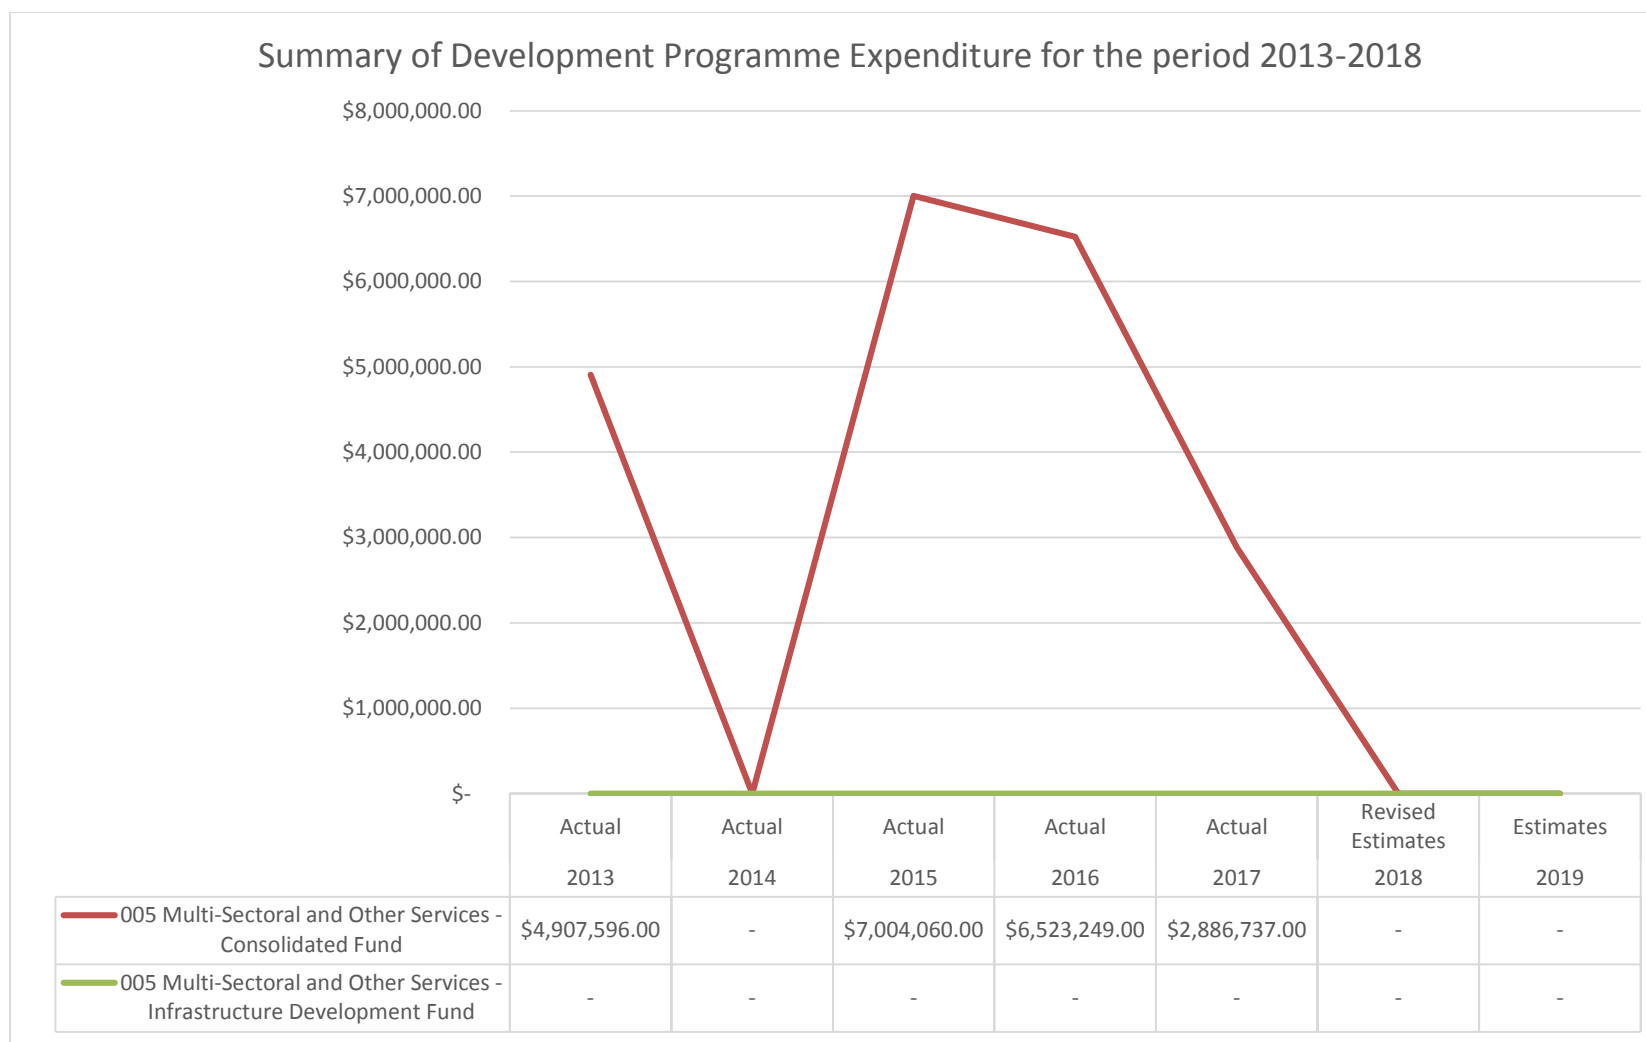 Summary of Development Programme Expenditure for the period 2013-2018
$8,000,000.00
$7,000,000.00
$6,000,000.00
$5,000,000.00
$4,000,000.00
$3,000,000.00
$2,000,000.00
$1,000,000.00
$-
Actual Actual Actual Actual Actual Revised Estimates Estimates
2013 2014 2015 2016 2017 2018 2019
005 Multi-Sectoral and Other Services -
Consolidated Fund
$4,907,596.00 - $7,004,060.00 $6,523,249.00 $2,886,737.00 - -
005 Multi-Sectoral and Other Services -
Infrastructure Development Fund
- - - - - - -